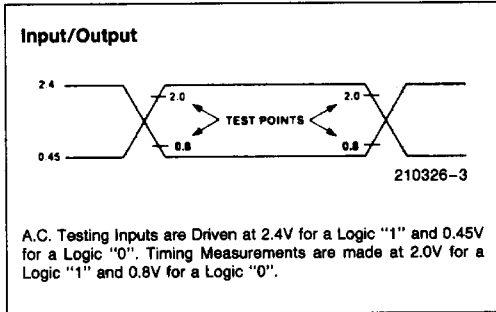 Input/Output
2.4
2.0
TEST POINTS
2.0
0.8
0.8
0.45
210326–3
A.C. Testing Inputs are Driven at 2.4V for a Logic "1" and 0.45V
for a Logic "0". Timing Measurements are made at 2.0V for a
Logic "1" and 0.8V for a Logic "0".